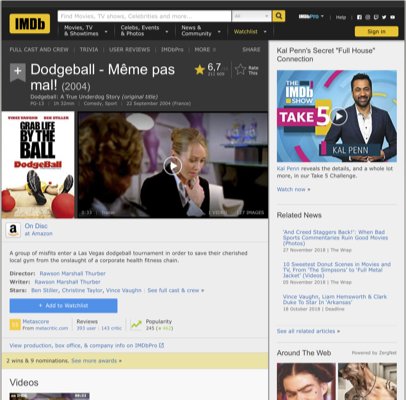 IMDb
Find Movies, TV shows, Celebrities and more...
All
Movies, TV & Showtimes
Celebs, Events & Photos
News & Community
Watchlist
IMDbPro
Help
Sign in
FULL CAST AND CREW | TRIVIA | USER REVIEWS | IMDbPro | MORE
SHARE
Dodgeball - Même pas mal! (2004)
Dodgeball: A True Underdog Story (original title)
PG-13 | 1h 32min | Comedy, Sport | 22 September 2004 (France)
6,7
Rate This
VINCE VAUGHN BEN STILLER
GRAB LIFE BY THE BALL
DodgeBall
On Disc
at Amazon
A group of misfits enter a Las Vegas dodgeball tournament in order to save their cherished
local gym from the onslaught of a corporate health fitness chain.
Director: Rawson Marshall Thurber
Writer: Rawson Marshall Thurber
Stars: Ben Stiller, Christine Taylor, Vince Vaughn | See full cast & crew »
+ Add to Watchlist
Metascore
From metacritic.com
Reviews
393 user | 143 critic
Popularity
245
View production, box office, & company info on IMDbPro
2 wins & 9 nominations. See more awards »
Videos
Kal Penn's Secret "Full House"
Connection
THE IMDb SHOW
TAKE 5
KAL PENN
Kal Penn reveals the details, and a whole lot
more, in our Take 5 Challenge.
Watch now »
Related News
'And Creed Staggers Back!': When Bad
Sports Commentaries Ruin Good Movies
(Photos)
27 November 2018 | The Wrap
10 Sweetest Donut Scenes in Movies and
TV, From 'The Simpsons' to 'Full Metal
Jacket' (Videos)
05 November 2018 | The Wrap
Vince Vaughn, Liam Hemsworth & Clark
Duke To Star In 'Arkansas'
18 October 2018 | Deadline
See all related articles »
Around The Web
Powered by ZergNet